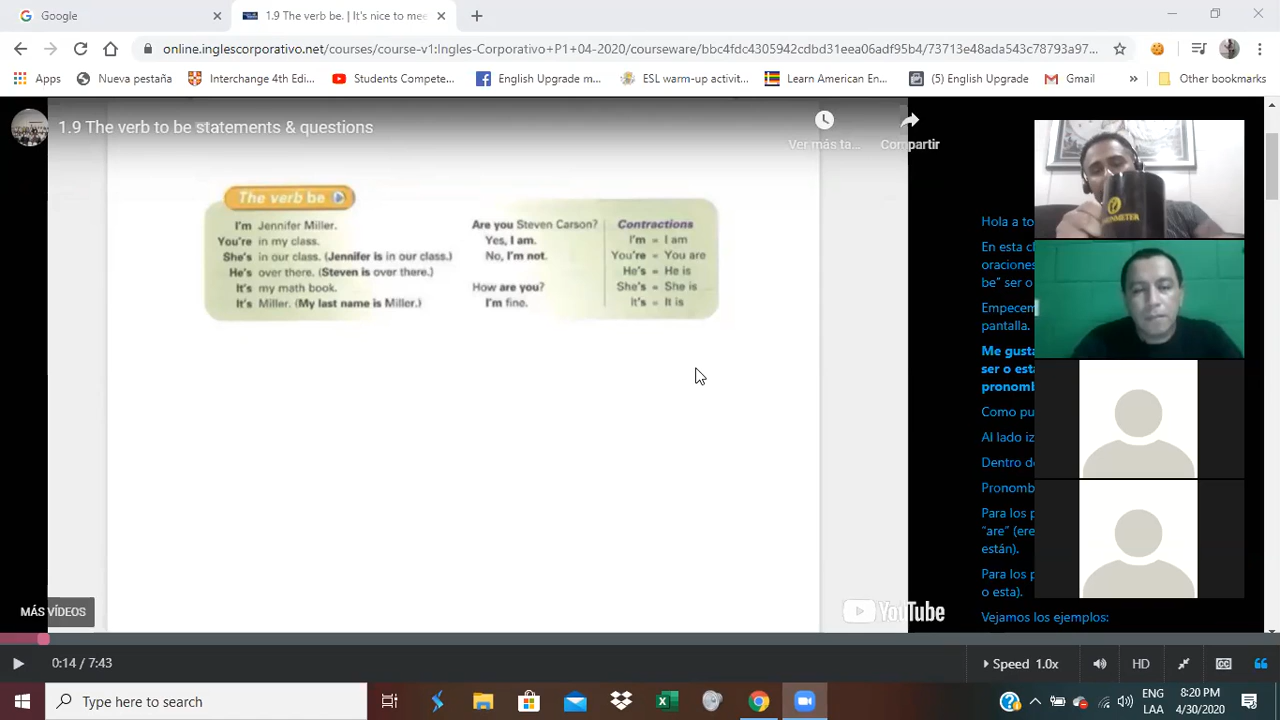 Google
1.9 The verb be. | It's nice to mee
online.inglescorporativo.net/courses/course-v1:Ingles-Corporativo+P1+04-2020/courseware/bbc4fdc4305942cdbd31eea06adf95b4/73713e48ada543c78793a97...
Apps
Nueva pestaña
Interchange 4th Edi...
Students Compete...
English Upgrade m...
ESL warm-up activit...
Learn American En...
(5) English Upgrade
Gmail
»
Other bookmarks
1.9 The verb to be statements & questions
Ver más ta...
Compartir
The verb be
I'm Jennifer Miller.
You're in my class.
She's in our class. (Jennifer is in our class.)
He's over there. (Steven is over there.)
It's my math book.
It's Miller. (My last name is Miller.)
Are you Steven Carson?
Yes, I am.
No, I'm not.
How are you?
I'm fine.
Contractions
I'm = I am
You're = You are
He's = He is
She's = She is
It's = It is
Hola a to
En esta cl
oraciones
be" ser o
Empecem
pantalla.
Me gusta
ser o esta
pronomb
Como pu
Al lado iz
Dentro de
Pronomb
Para los p
"are" (ere
están).
Para los p
o esta).
Vejamos los ejemplos:
MÁS VÍDEOS
YouTube
0:14 / 7:43
Speed 1.0x
HD
Type here to search
ENG
LAA
8:20 PM
4/30/2020